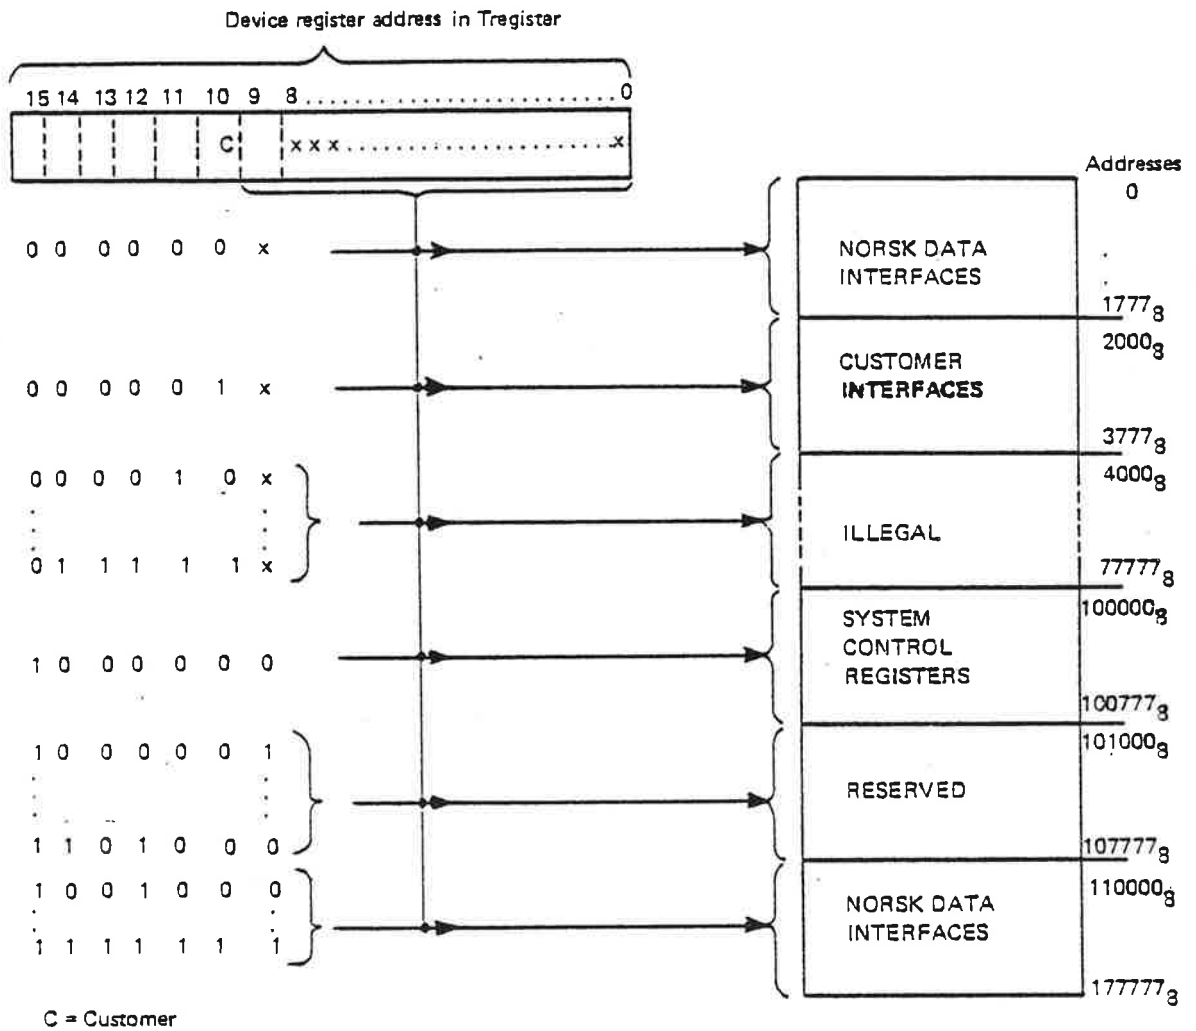 Device register address in Tregister
15 14 13 12 11 10 9 8 . . . . . . . . . . . . . . . . . . . . . . . . . . . . 0
C x x x . . . . . . . . . . . . . . . . . . . . . . . . x
Addresses
0
0 0 0 0 0 0 x
NORSK DATA
INTERFACES
1777₈
2000₈
0 0 0 0 0 1 x
CUSTOMER
INTERFACES
3777₈
4000₈
0 0 0 0 1 0 x
ILLEGAL
0 1 1 1 1 1 x
77777₈
100000₈
1 0 0 0 0 0 0
SYSTEM
CONTROL
REGISTERS
100777₈
101000₈
1 0 0 0 0 0 1
RESERVED
1 1 0 1 0 0 0
107777₈
110000₈
1 0 0 1 0 0 0
NORSK DATA
INTERFACES
1 1 1 1 1 1 1
177777₈
C = Customer